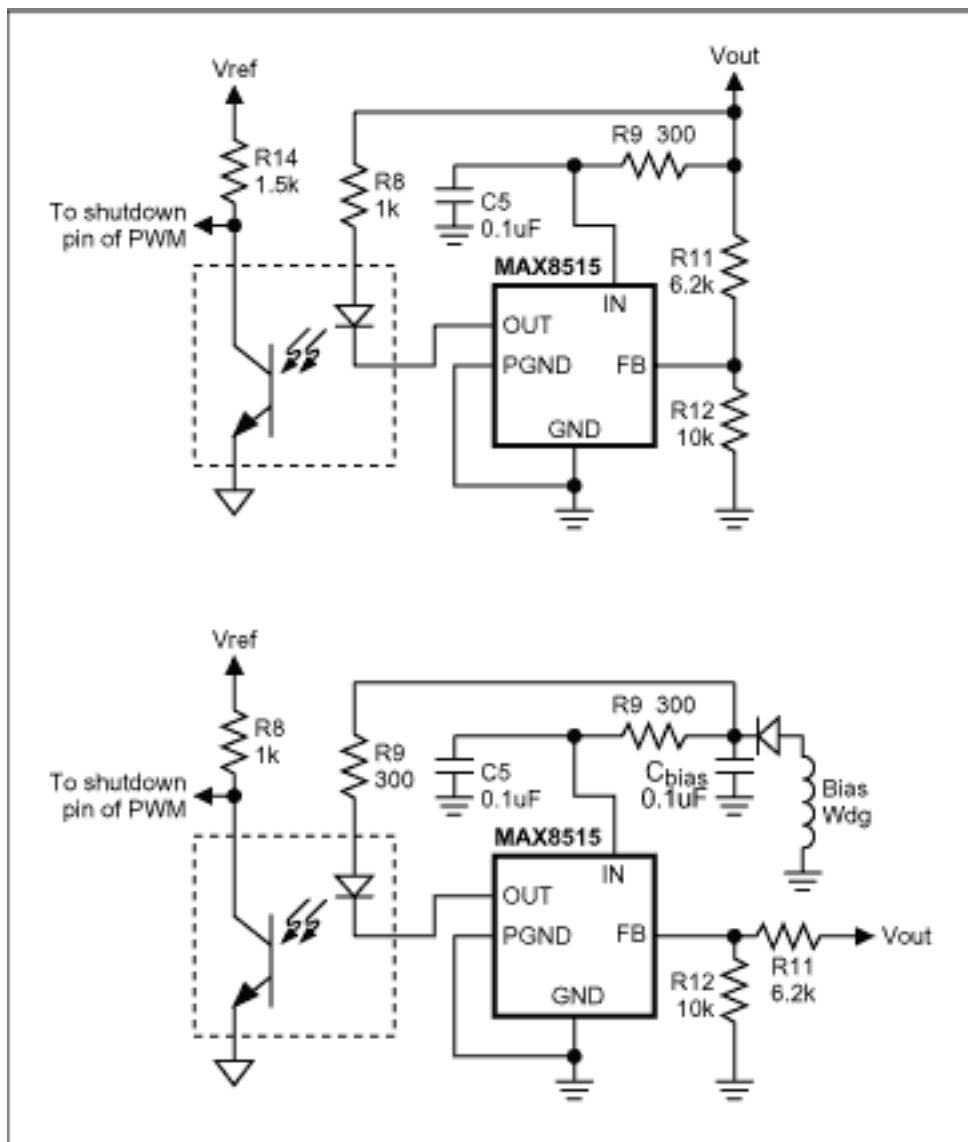 Vref
Vout
R14
1.5k
R8
1k
R9 300
C5
0.1uF
To shutdown
pin of PWM
MAX8515
IN
OUT
PGND
FB
GND
R11
6.2k
R12
10k
Vref
R8
1k
R9
300
R9 300
C5
0.1uF
Cbias
0.1uF
Bias
Wdg
To shutdown
pin of PWM
MAX8515
IN
OUT
PGND
FB
GND
Vout
R11
6.2k
R12
10k